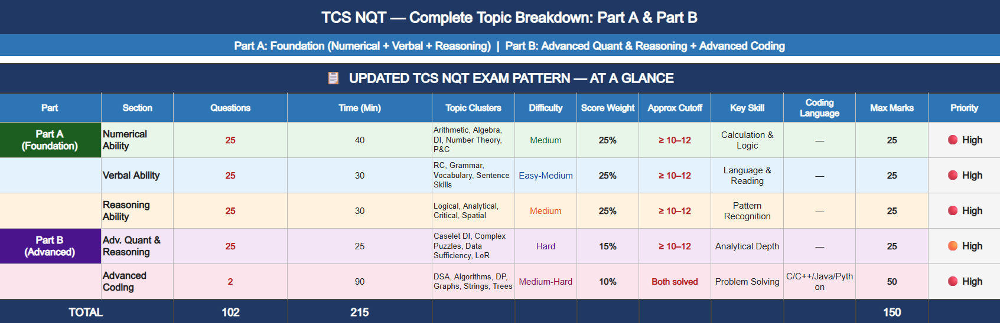 TCS NQT — Complete Topic Breakdown: Part A & Part B
Part A: Foundation (Numerical + Verbal + Reasoning) | Part B: Advanced Quant & Reasoning + Advanced Coding
UPDATED TCS NQT EXAM PATTERN — AT A GLANCE
Part
Section
Questions
Time (Min)
Topic Clusters
Difficulty
Score Weight
Approx Cutoff
Key Skill
Coding
Language
Max Marks
Priority
Part A
(Foundation)
Numerical
Ability
25
40
Arithmetic, Algebra,
DI, Number Theory,
P&C
Medium
25%
≥ 10–12
Calculation &
Logic
—
25
High
Verbal Ability
25
30
RC, Grammar,
Vocabulary, Sentence
Skills
Easy-Medium
25%
≥ 10–12
Language &
Reading
—
25
High
Reasoning
Ability
25
30
Logical, Analytical,
Critical, Spatial
Medium
25%
≥ 10–12
Pattern
Recognition
—
25
High
Part B
(Advanced)
Adv. Quant &
Reasoning
25
25
Caselet DI, Complex
Puzzles, Data
Sufficiency, LoR
Hard
15%
≥ 10–12
Analytical Depth
—
25
High
Advanced
Coding
2
90
DSA, Algorithms, DP,
Graphs, Strings, Trees
Medium-Hard
10%
Both solved
Problem Solving
C/C++/Java/Pyth
on
50
High
TOTAL
102
215
150